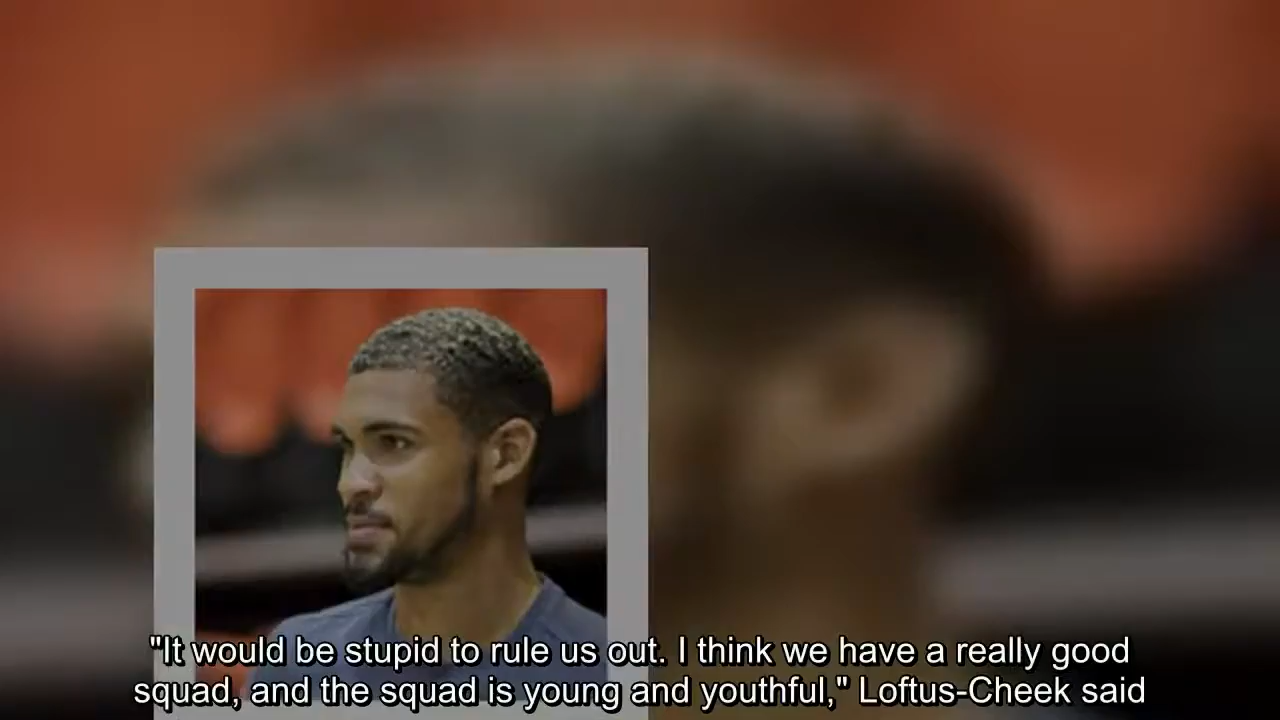 "It would be stupid to rule us out. I think we have a really good
squad, and the squad is young and youthful," Loftus-Cheek said